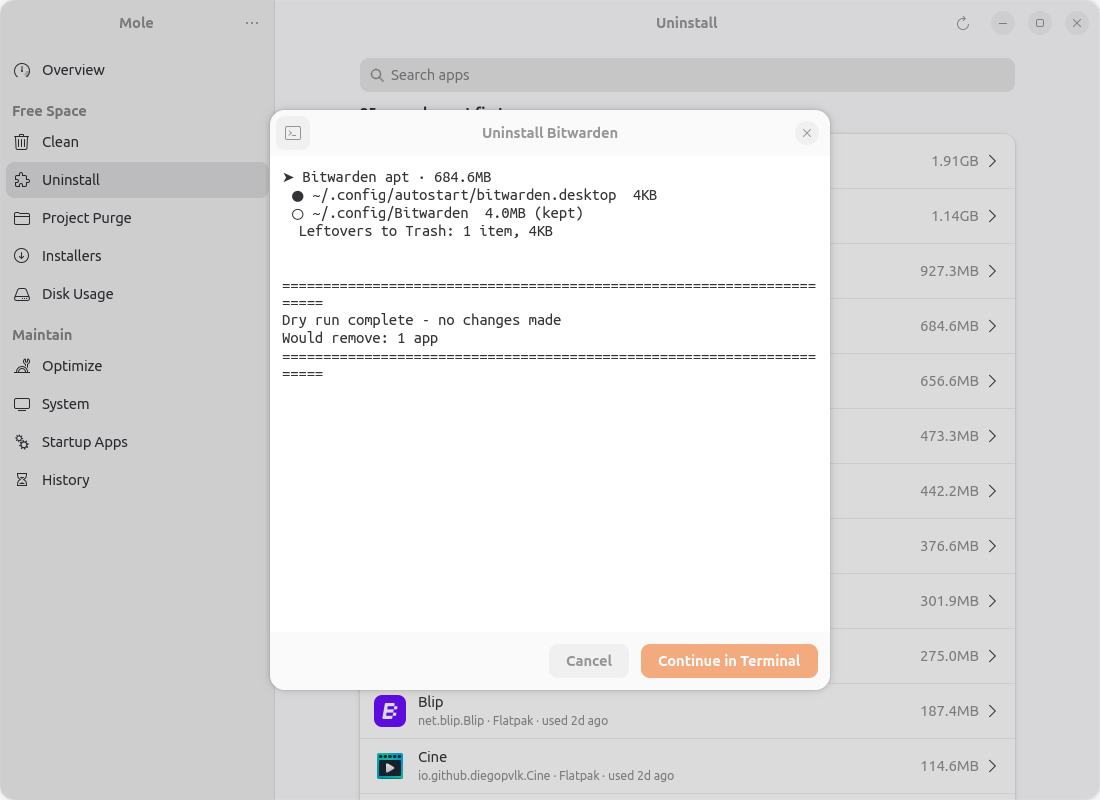 Mole
Uninstall
Overview
Free Space
Clean
Uninstall
Project Purge
Installers
Disk Usage
Maintain
Optimize
System
Startup Apps
History
Search apps
Uninstall Bitwarden
➤ Bitwarden apt · 684.6MB
● ~/.config/autostart/bitwarden.desktop  4KB
○ ~/.config/Bitwarden  4.0MB (kept)
Leftovers to Trash: 1 item, 4KB
=================================================================
=====
Dry run complete - no changes made
Would remove: 1 app
=================================================================
=====
Cancel
Continue in Terminal
1.91GB
1.14GB
927.3MB
684.6MB
656.6MB
473.3MB
442.2MB
376.6MB
301.9MB
275.0MB
Blip
net.blip.Blip · Flatpak · used 2d ago
187.4MB
Cine
io.github.diegopvlk.Cine · Flatpak · used 2d ago
114.6MB